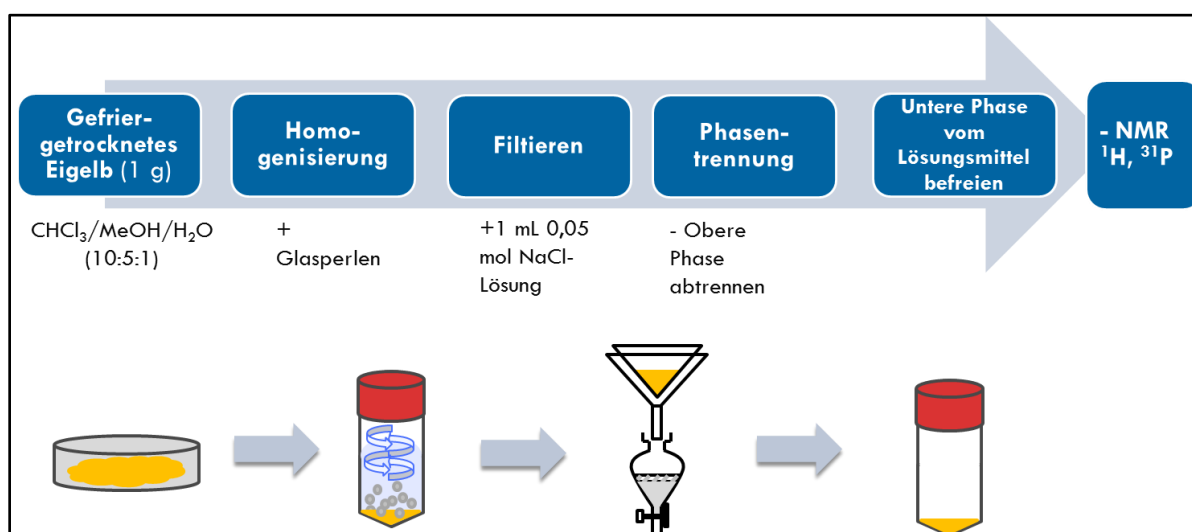 Gefrier-
getrocknetes
Eigelb (1 g)
Homo-
genisierung
Filtieren
Phasen-
trennung
Untere Phase
vom
Lösungsmittel
befreien
- NMR
¹H, ³¹P
CHCl₃/MeOH/H₂O
(10:5:1)
+
Glasperlen
+1 mL 0,05
mol NaCl-
Lösung
- Obere
Phase
abtrennen